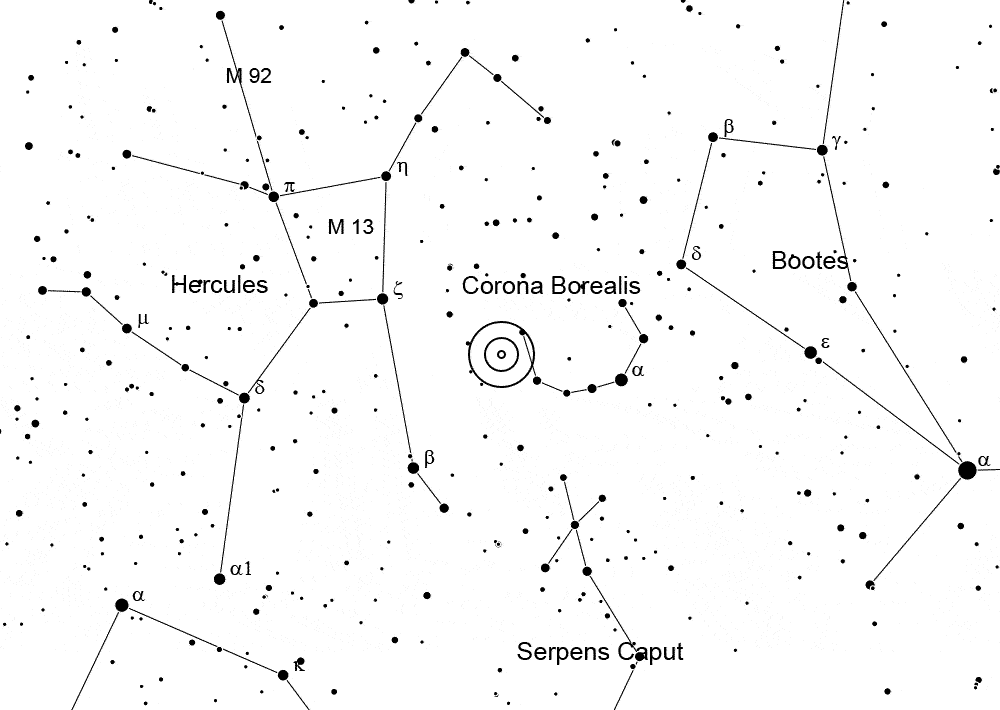 M 92
β
γ
η
π
M 13
δ
Bootes
Hercules
Corona Borealis
ζ
μ
ε
α
δ
β
α
α1
α
Serpens Caput
κ